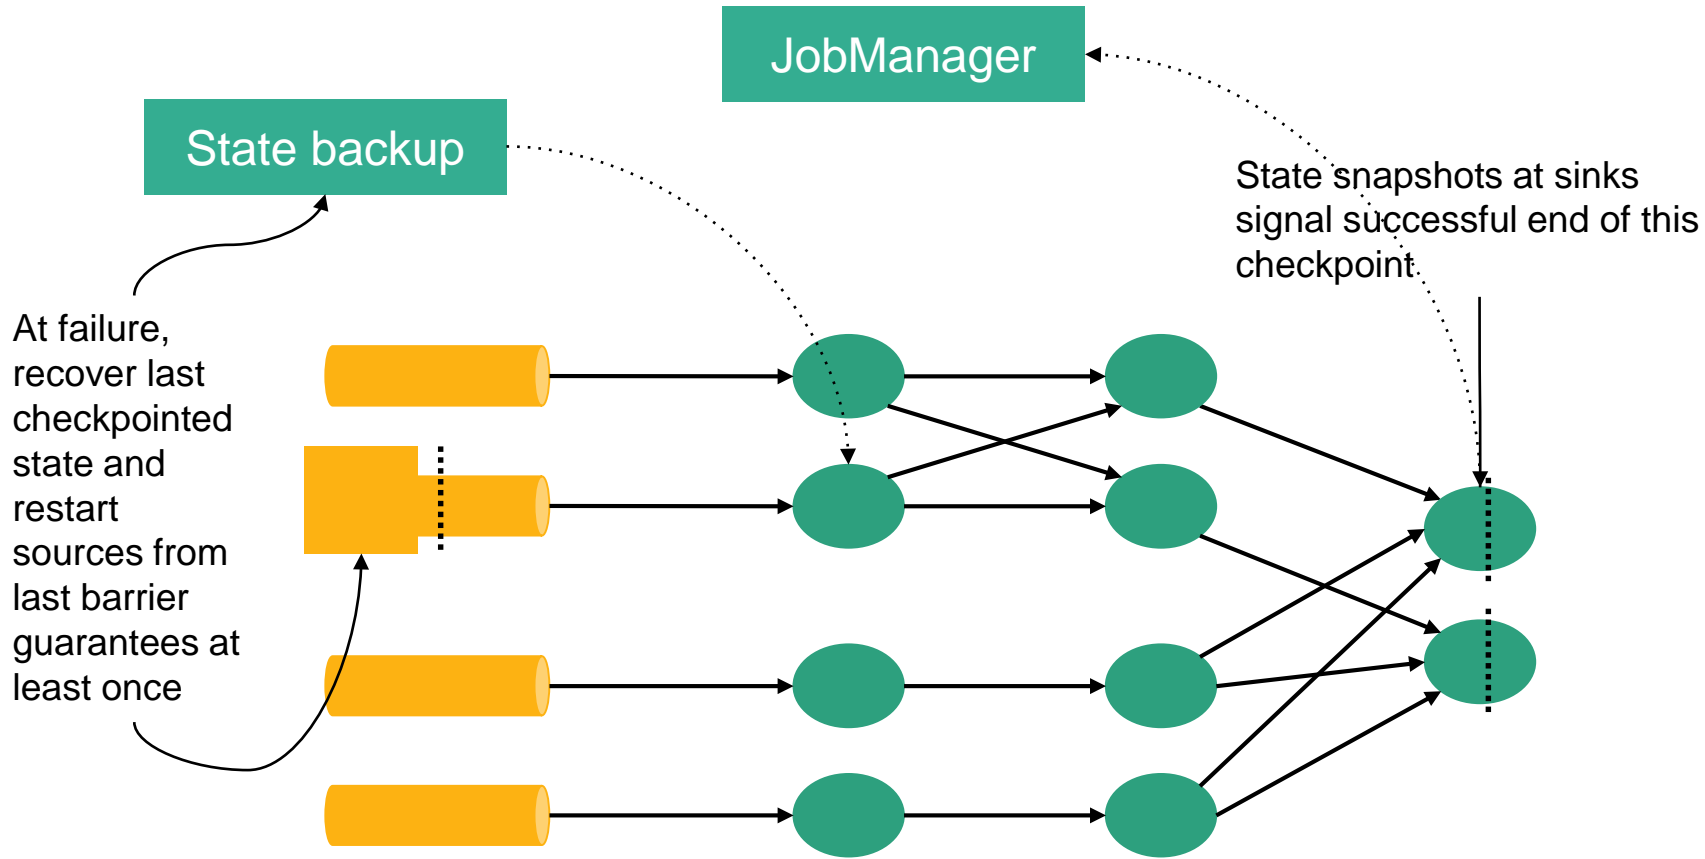 JobManager
State backup
State snapshots at sinks
signal successful end of this
checkpoint
At failure,
recover last
checkpointed
state and
restart
sources from
last barrier
guarantees at
least once